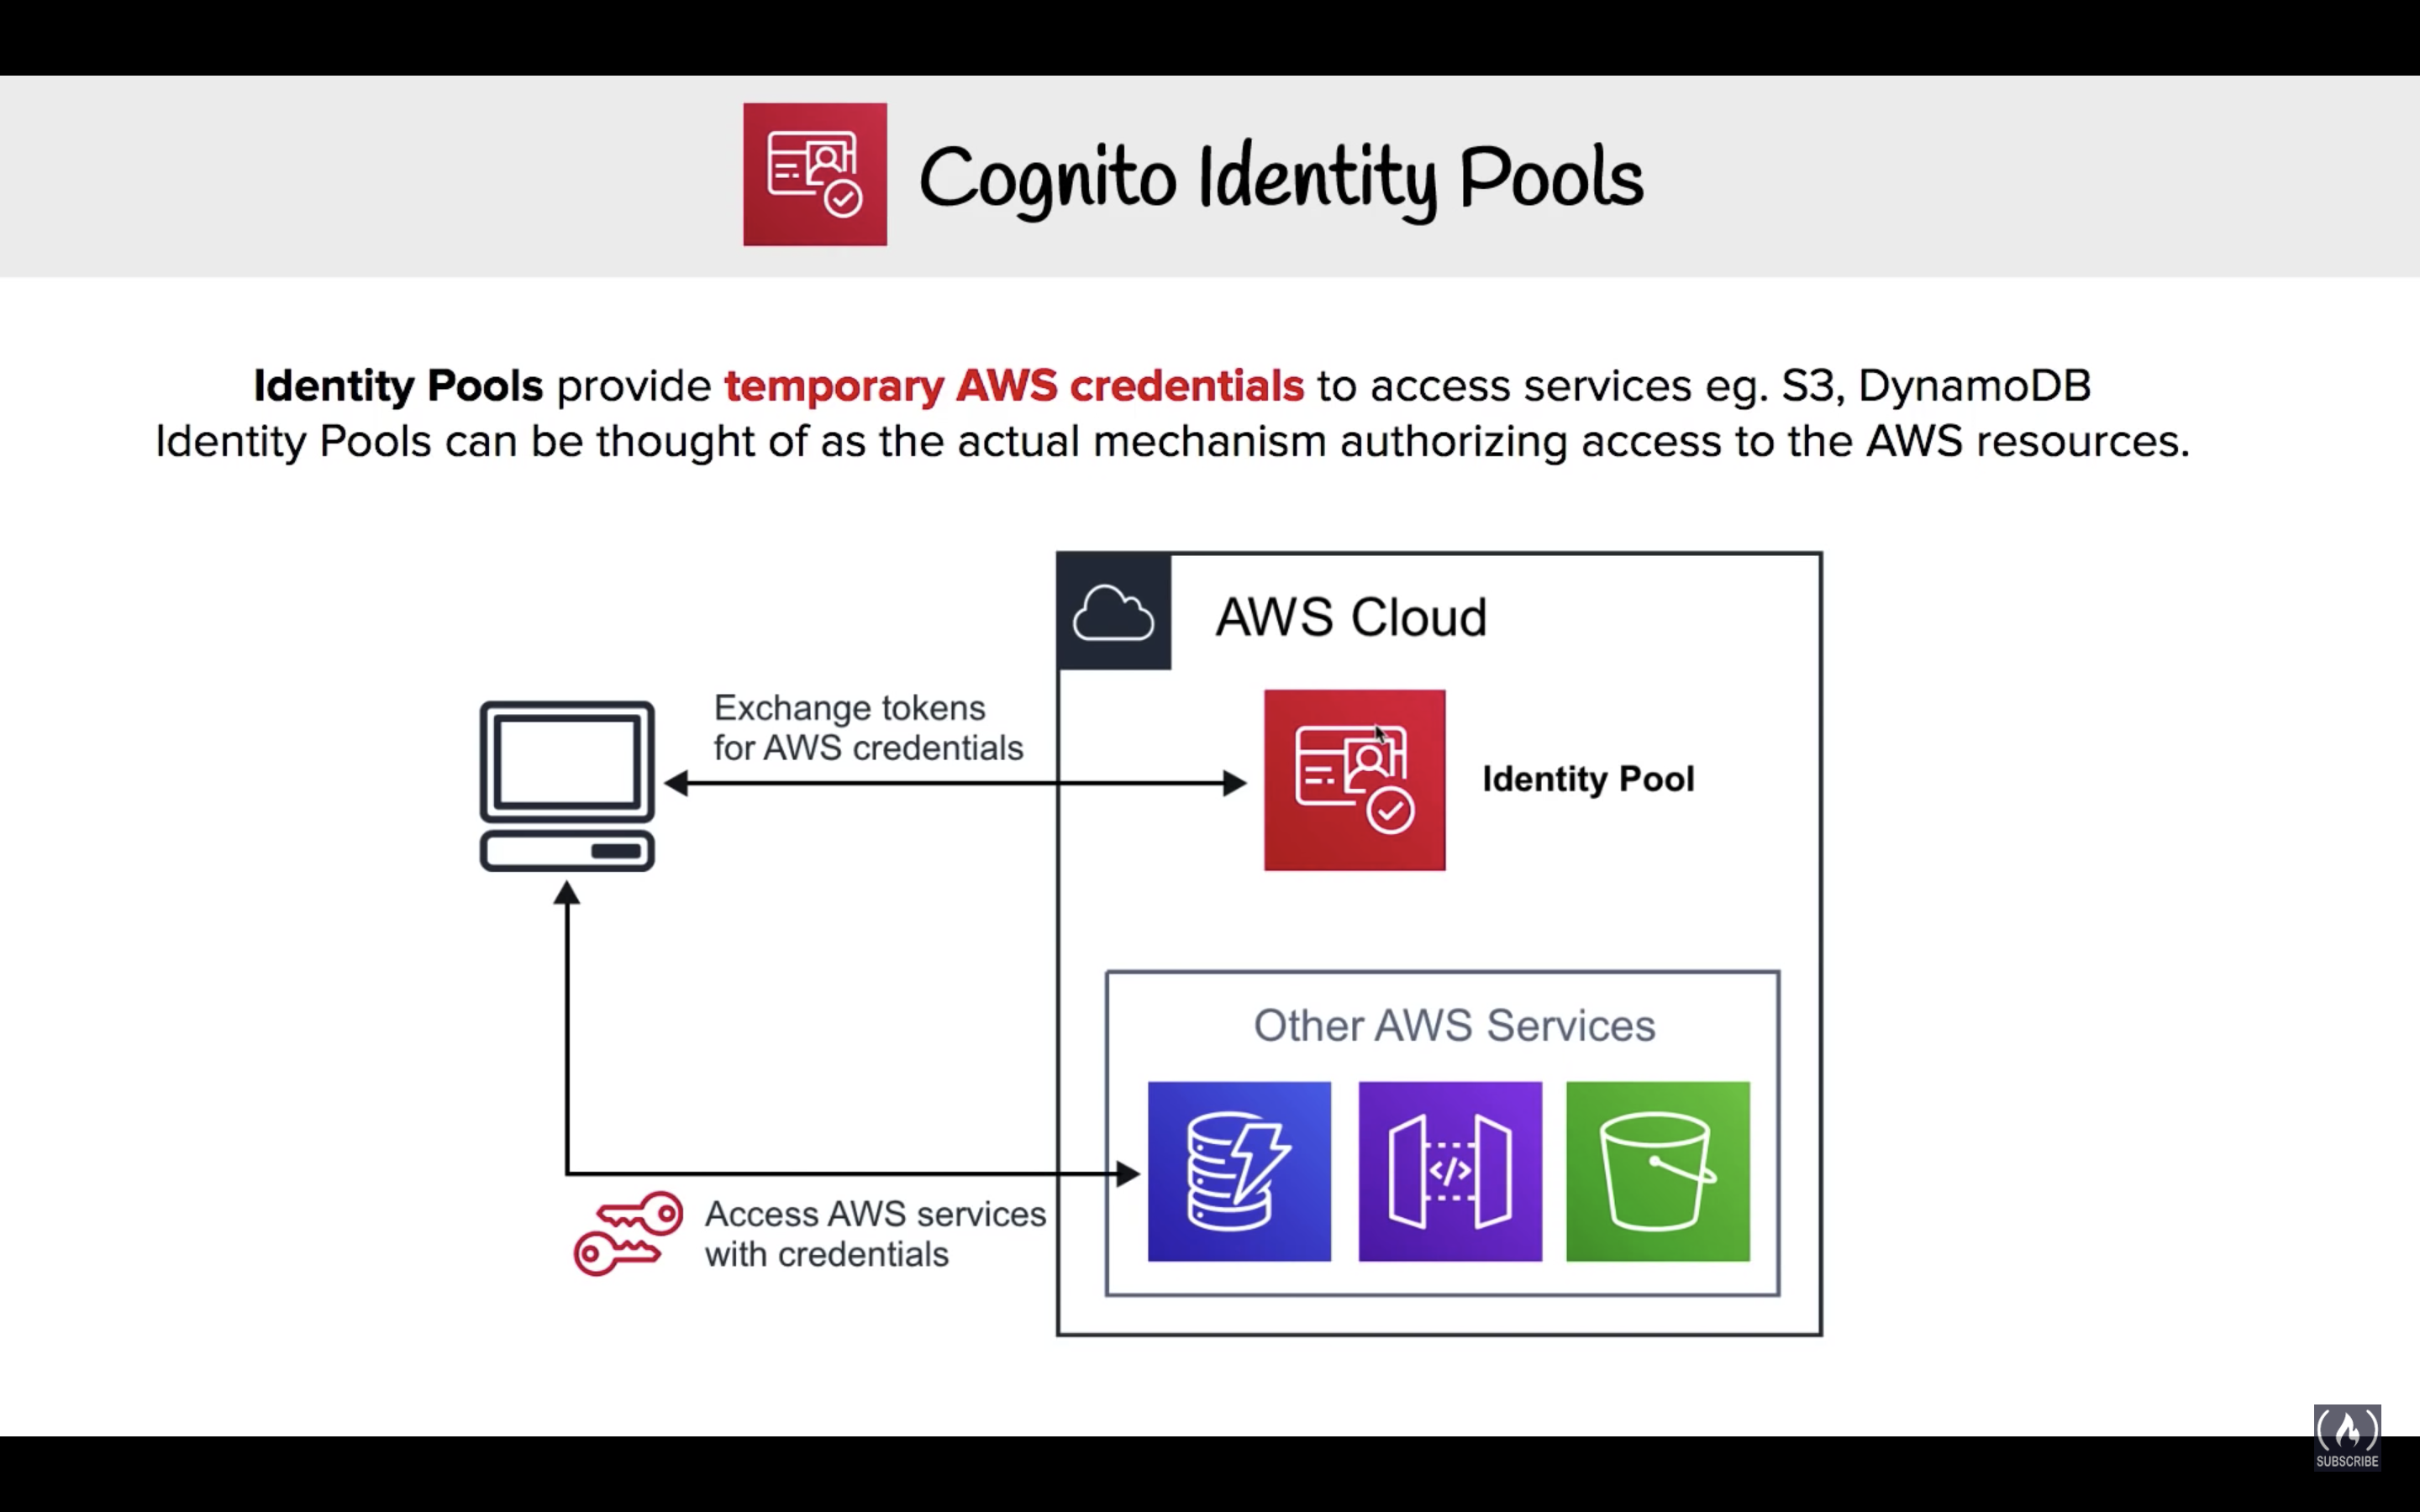 Cognito Identity Pools
Identity Pools provide temporary AWS credentials to access services eg. S3, DynamoDB
Identity Pools can be thought of as the actual mechanism authorizing access to the AWS resources.
AWS Cloud
Exchange tokens
for AWS credentials
Identity Pool
Other AWS Services
</>
Access AWS services
with credentials
SUBSCRIBE